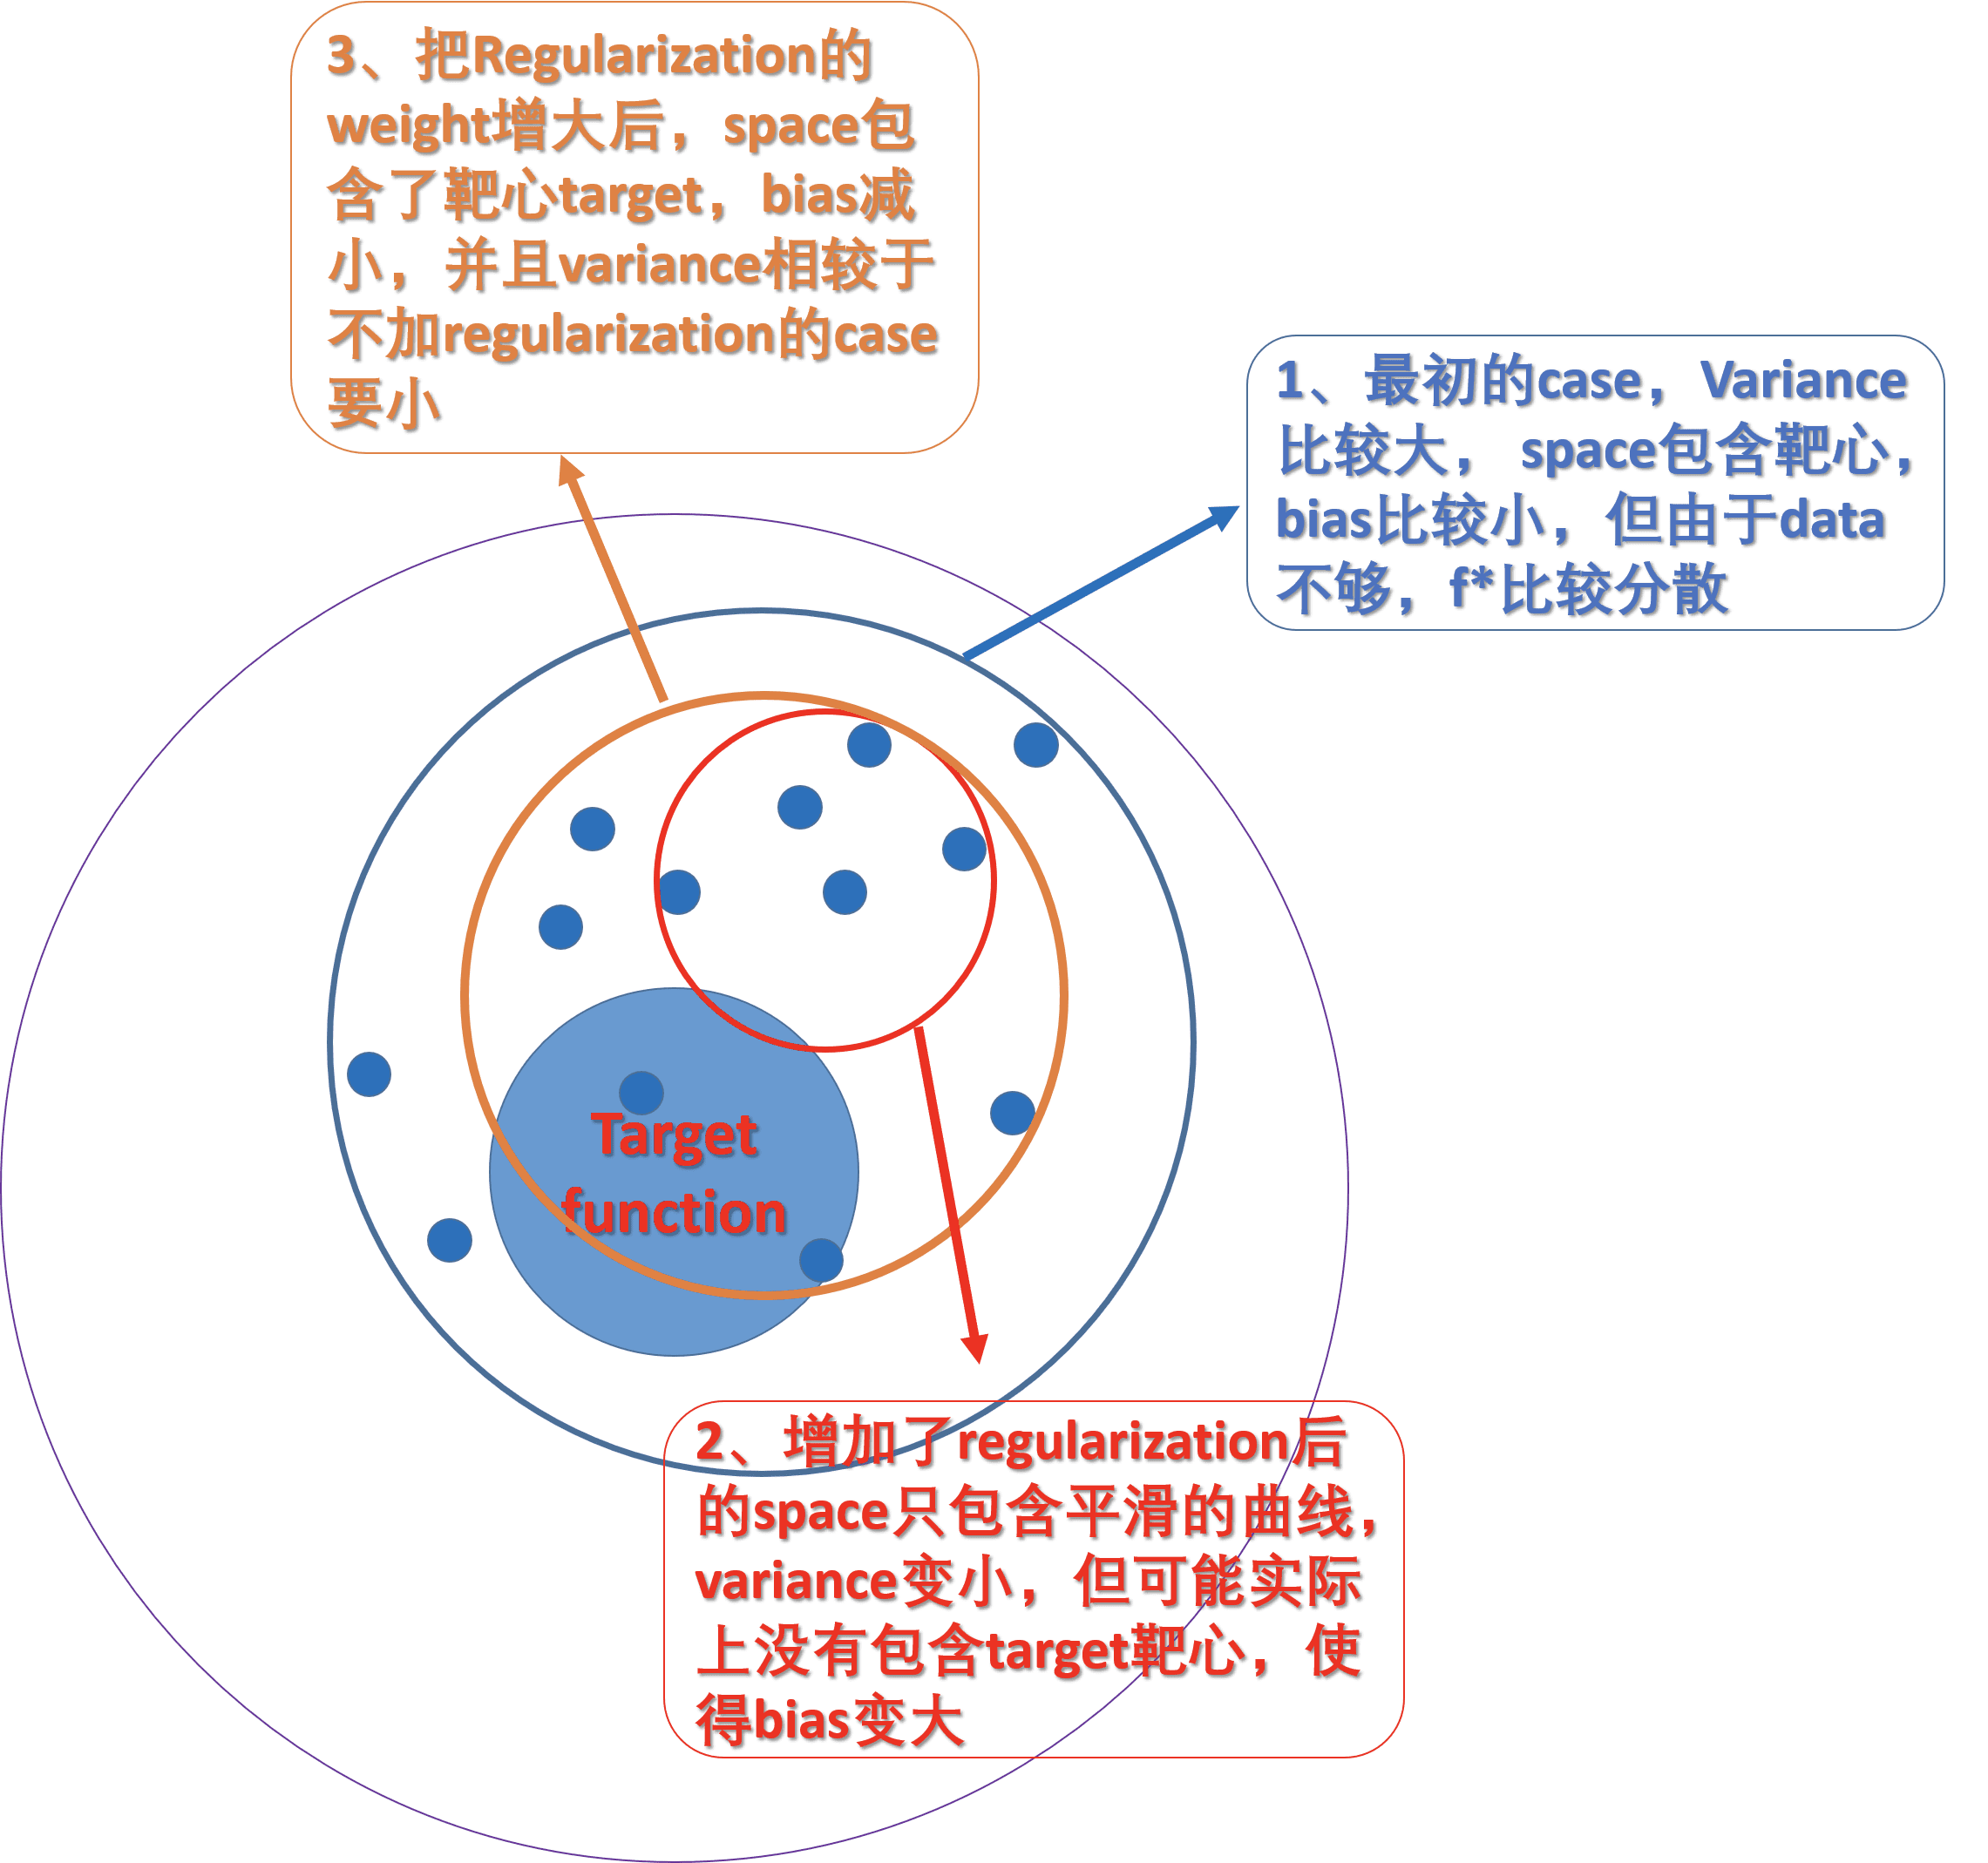 3、把Regularization的
weight增大后，space包
含了靶心target，bias减
小，并且variance相较于
不加regularization的case
要小
1、最初的case，Variance
比较大， space包含靶心，
bias比较小，但由于data
不够，f*比较分散
Target
function
2、增加了regularization后
的space只包含平滑的曲线，
variance变小，但可能实际
上没有包含target靶心，使
得bias变大